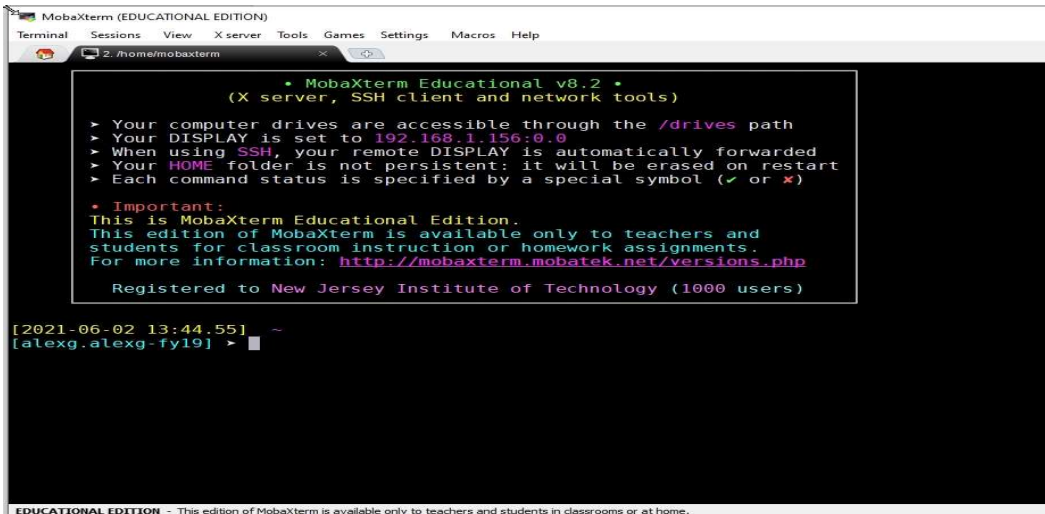 MobaXterm (EDUCATIONAL EDITION)
Terminal Sessions View X server Tools Games Settings Macros Help
2. /home/mobaxterm
• MobaXterm Educational v8.2 •
(X server, SSH client and network tools)
➤ Your computer drives are accessible through the /drives path
➤ Your DISPLAY is set to 192.168.1.156:0.0
➤ When using SSH, your remote DISPLAY is automatically forwarded
➤ Your HOME folder is not persistent: it will be erased on restart
➤ Each command status is specified by a special symbol (✔ or ✘)
• Important:
This is MobaXterm Educational Edition.
This edition of MobaXterm is available only to teachers and
students for classroom instruction or homework assignments.
For more information: http://mobaxterm.mobatek.net/versions.php
Registered to New Jersey Institute of Technology (1000 users)
[2021-06-02 13:44.55] ~
[alexg.alexg-fy19] ➤
EDUCATIONAL EDITION - This edition of MobaXterm is available only to teachers and students in classrooms or at home.